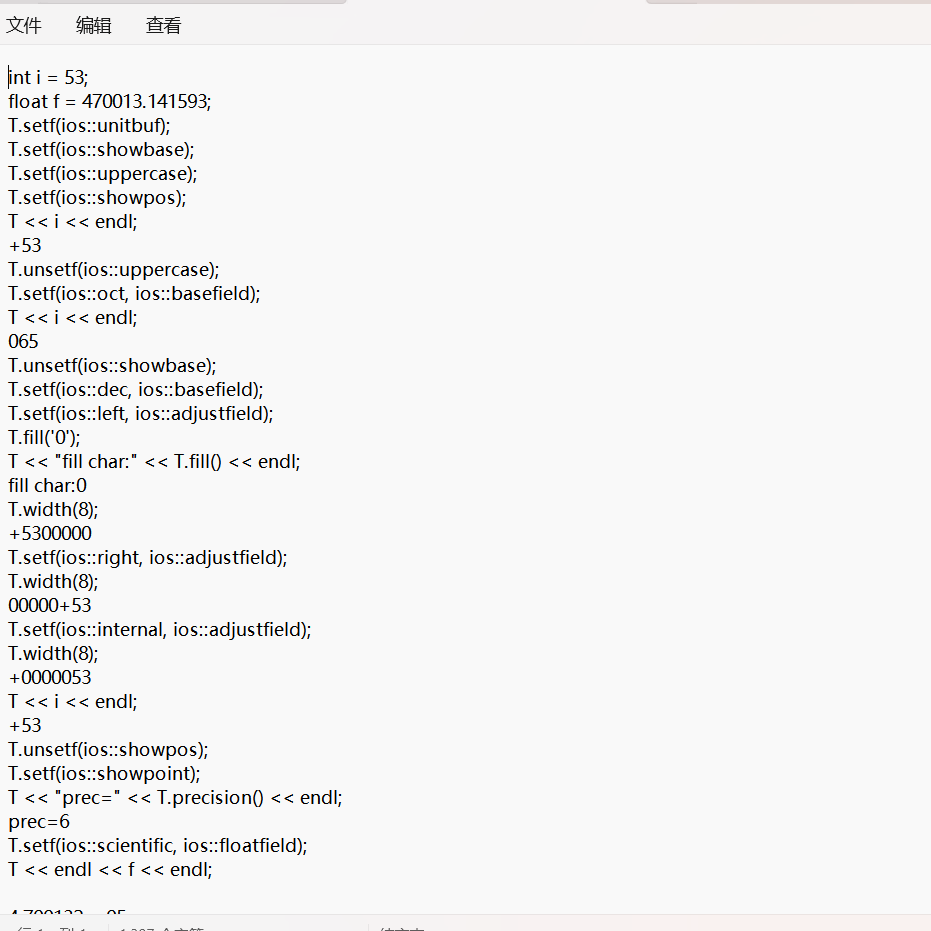 文件 编辑 查看
int i = 53;
float f = 470013.141593;
T.setf(ios::unitbuf);
T.setf(ios::showbase);
T.setf(ios::uppercase);
T.setf(ios::showpos);
T << i << endl;
+53
T.unsetf(ios::uppercase);
T.setf(ios::oct, ios::basefield);
T << i << endl;
065
T.unsetf(ios::showbase);
T.setf(ios::dec, ios::basefield);
T.setf(ios::left, ios::adjustfield);
T.fill('0');
T << "fill char:" << T.fill() << endl;
fill char:0
T.width(8);
+5300000
T.setf(ios::right, ios::adjustfield);
T.width(8);
00000+53
T.setf(ios::internal, ios::adjustfield);
T.width(8);
+0000053
T << i << endl;
+53
T.unsetf(ios::showpos);
T.setf(ios::showpoint);
T << "prec=" << T.precision() << endl;
prec=6
T.setf(ios::scientific, ios::floatfield);
T << endl << f << endl;